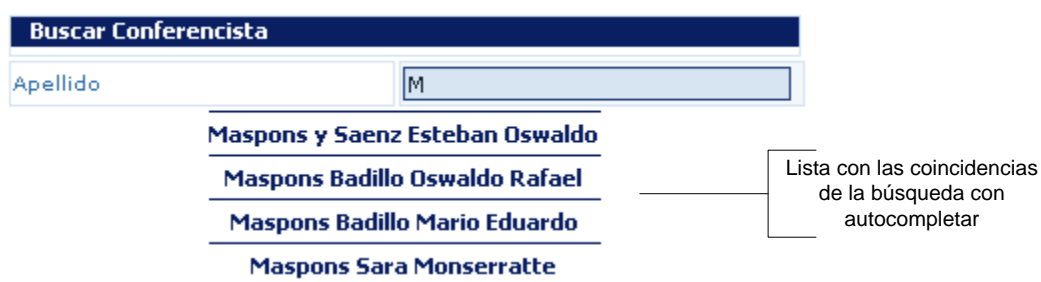 Buscar Conferencista
Apellido
M
Maspons y Saenz Esteban Oswaldo
Maspons Badillo Oswaldo Rafael
Maspons Badillo Mario Eduardo
Maspons Sara Monserratte
Lista con las coincidencias
de la búsqueda con
autocompletar